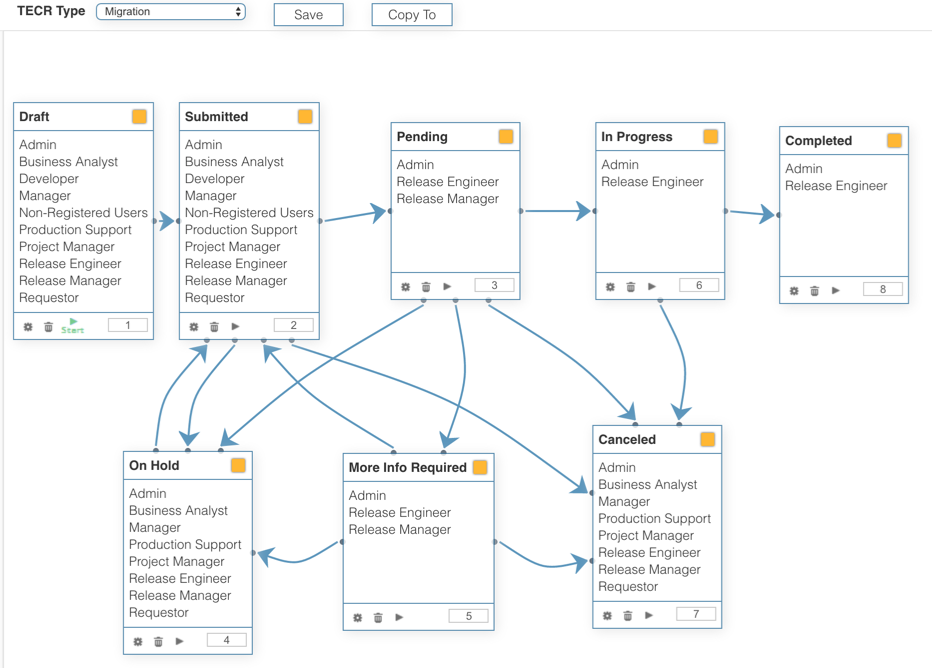 TECR Type Migration Save Copy To
Draft
Admin
Business Analyst
Developer
Manager
Non-Registered Users
Production Support
Project Manager
Release Engineer
Release Manager
Requestor
Start 1
Submitted
Admin
Business Analyst
Developer
Manager
Non-Registered Users
Production Support
Project Manager
Release Engineer
Release Manager
Requestor
2
Pending
Admin
Release Engineer
Release Manager
3
In Progress
Admin
Release Engineer
6
Completed
Admin
Release Engineer
8
On Hold
Admin
Business Analyst
Manager
Production Support
Project Manager
Release Engineer
Release Manager
Requestor
4
More Info Required
Admin
Release Engineer
Release Manager
5
Canceled
Admin
Business Analyst
Manager
Production Support
Project Manager
Release Engineer
Release Manager
Requestor
7